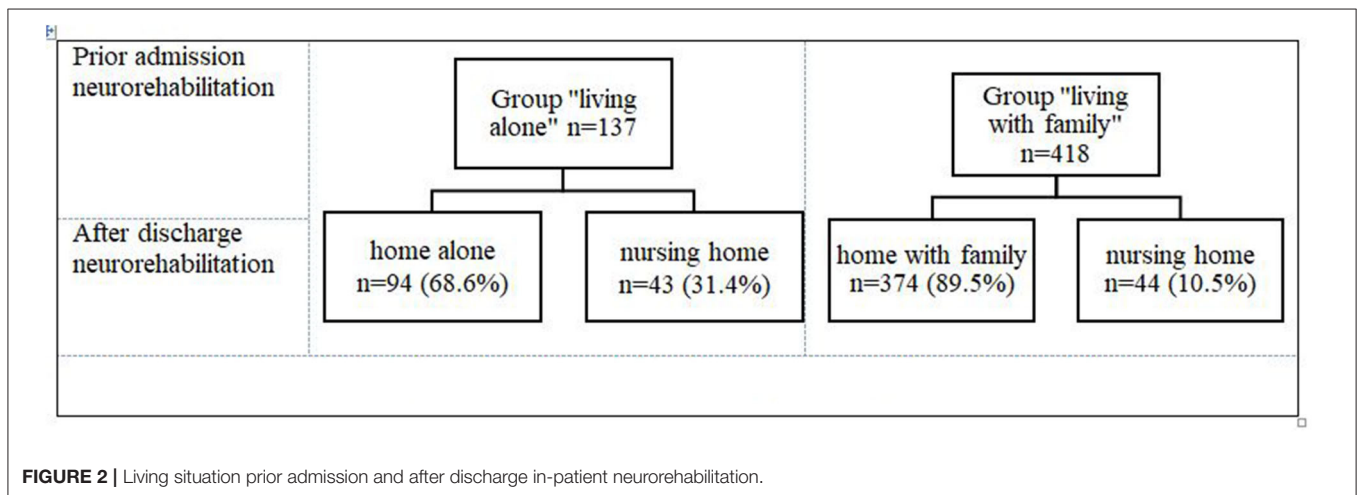 Prior admission
neurorehabilitation
Group "living
alone" n=137
Group "living
with family"
n=418
After discharge
neurorehabilitation
home alone
n=94 (68.6%)
nursing home
n=43 (31.4%)
home with family
n=374 (89.5%)
nursing home
n=44 (10.5%)
FIGURE 2 | Living situation prior admission and after discharge in-patient neurorehabilitation.